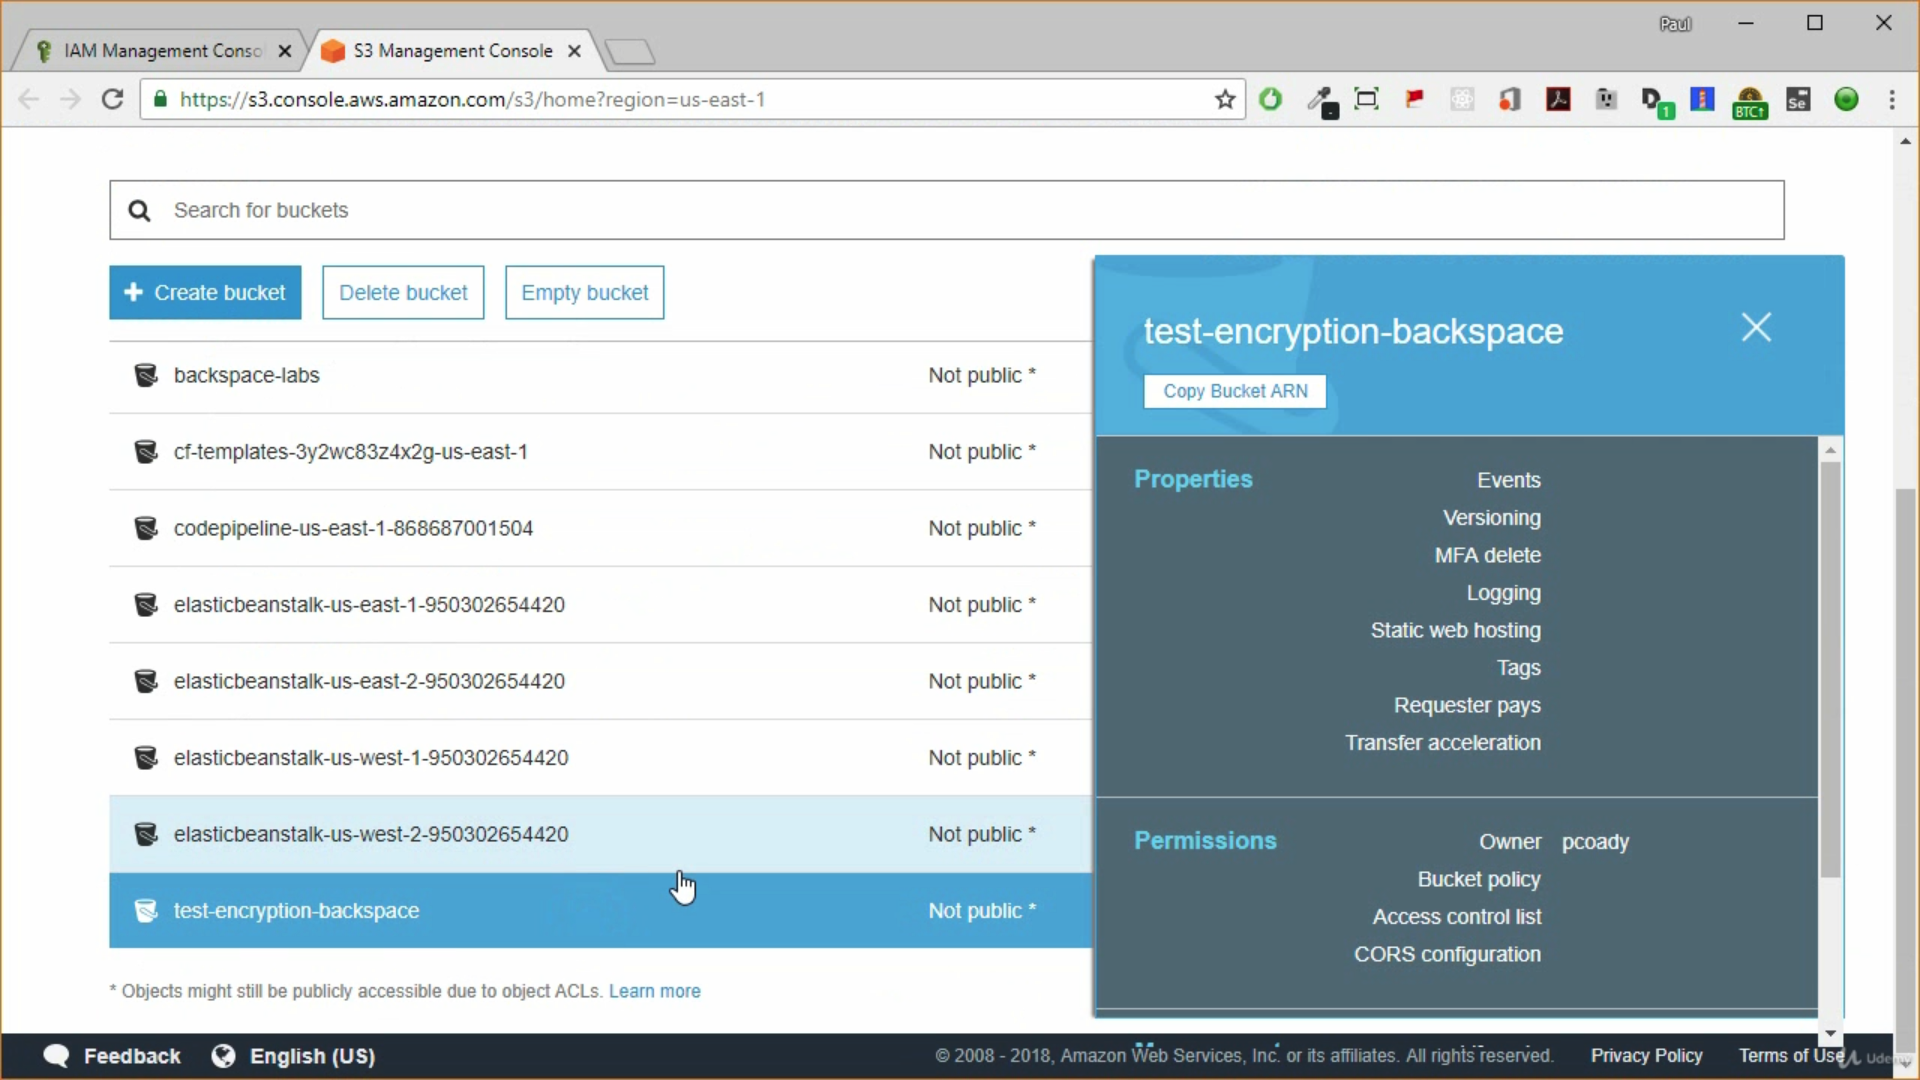 Paul
IAM Management Conso
S3 Management Console
https://s3.console.aws.amazon.com/s3/home?region=us-east-1
1
BTC↑
Se
Search for buckets
Create bucket
Delete bucket
Empty bucket
test-encryption-backspace
Copy Bucket ARN
backspace-labs Not public *
cf-templates-3y2wc83z4x2g-us-east-1 Not public *
codepipeline-us-east-1-868687001504 Not public *
elasticbeanstalk-us-east-1-950302654420 Not public *
elasticbeanstalk-us-east-2-950302654420 Not public *
elasticbeanstalk-us-west-1-950302654420 Not public *
elasticbeanstalk-us-west-2-950302654420 Not public *
test-encryption-backspace Not public *
Properties
Events
Versioning
MFA delete
Logging
Static web hosting
Tags
Requester pays
Transfer acceleration
Permissions
Owner pcoady
Bucket policy
Access control list
CORS configuration
* Objects might still be publicly accessible due to object ACLs. Learn more
Feedback
English (US)
© 2008 - 2018, Amazon Web Services, Inc. or its affiliates. All rights reserved.
Privacy Policy
Terms of Use